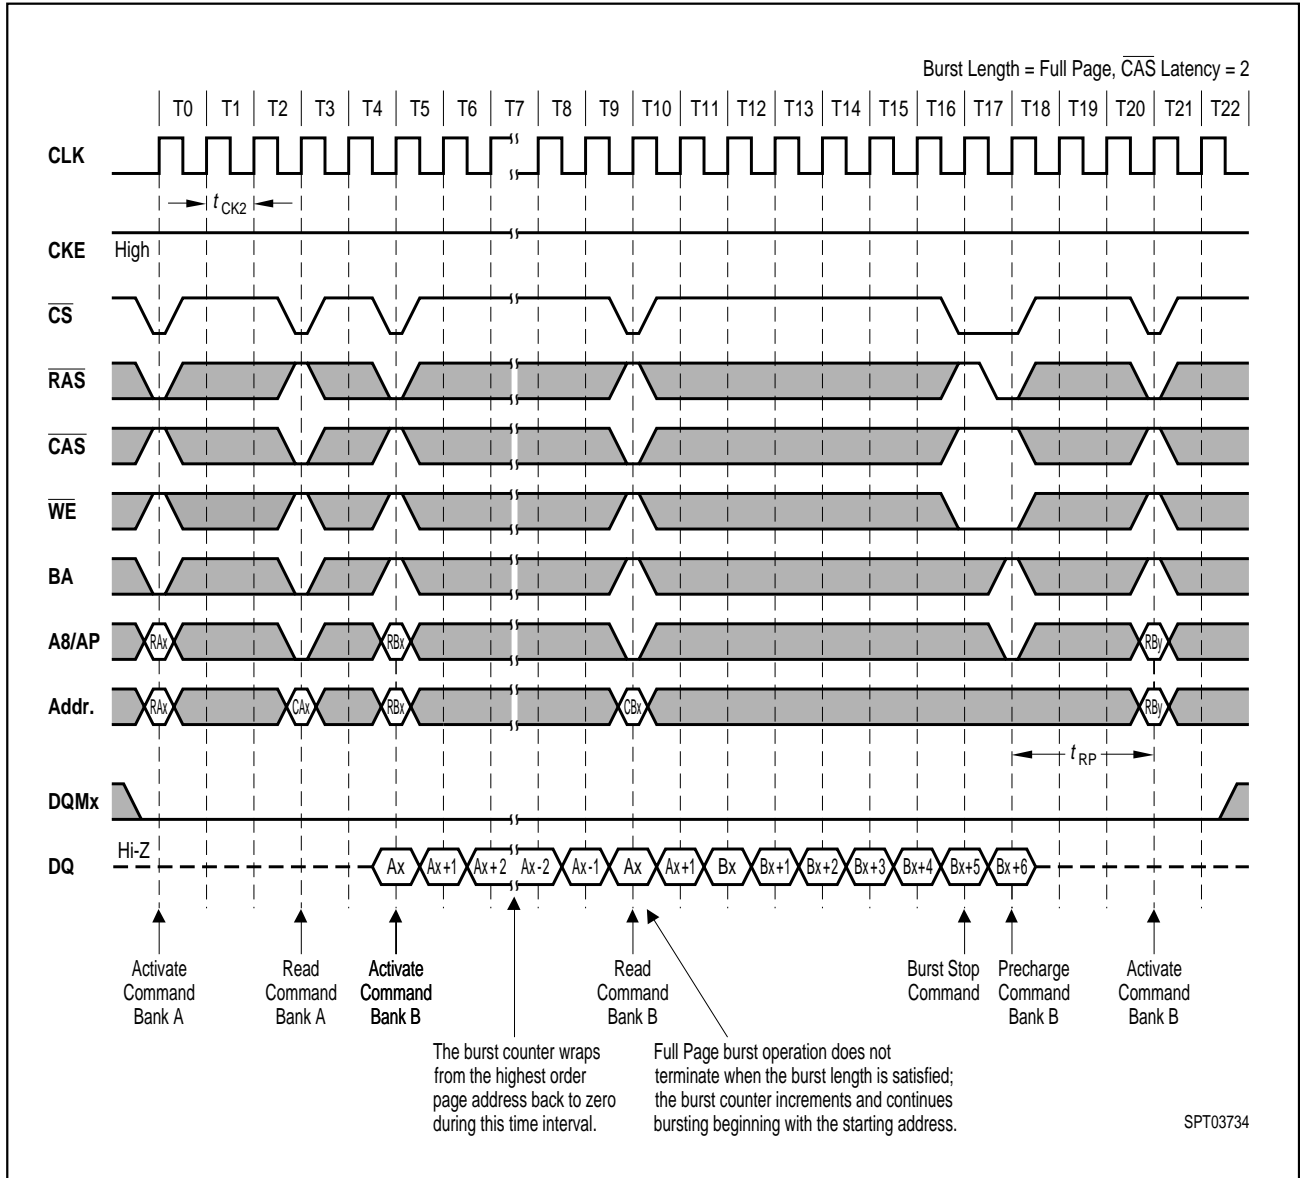 Burst Length = Full Page, CAS Latency = 2
T0 T1 T2 T3 T4 T5 T6 T7 T8 T9 T10 T11 T12 T13 T14 T15 T16 T17 T18 T19 T20 T21 T22
CLK
t CK2
CKE High
CS
RAS
CAS
WE
BA
A8/AP RAx RBx RBy
Addr. RAx CAx RBx CBx RBy
t RP
DQMx
Hi-Z
DQ Ax Ax+1 Ax+2 Ax-2 Ax-1 Ax Ax+1 Bx Bx+1 Bx+2 Bx+3 Bx+4 Bx+5 Bx+6
Activate
Command
Bank A
Read
Command
Bank A
Activate
Command
Bank B
Read
Command
Bank B
Burst Stop
Command
Precharge
Command
Bank B
Activate
Command
Bank B
The burst counter wraps
from the highest order
page address back to zero
during this time interval.
Full Page burst operation does not
terminate when the burst length is satisfied;
the burst counter increments and continues
bursting beginning with the starting address.
SPT03734